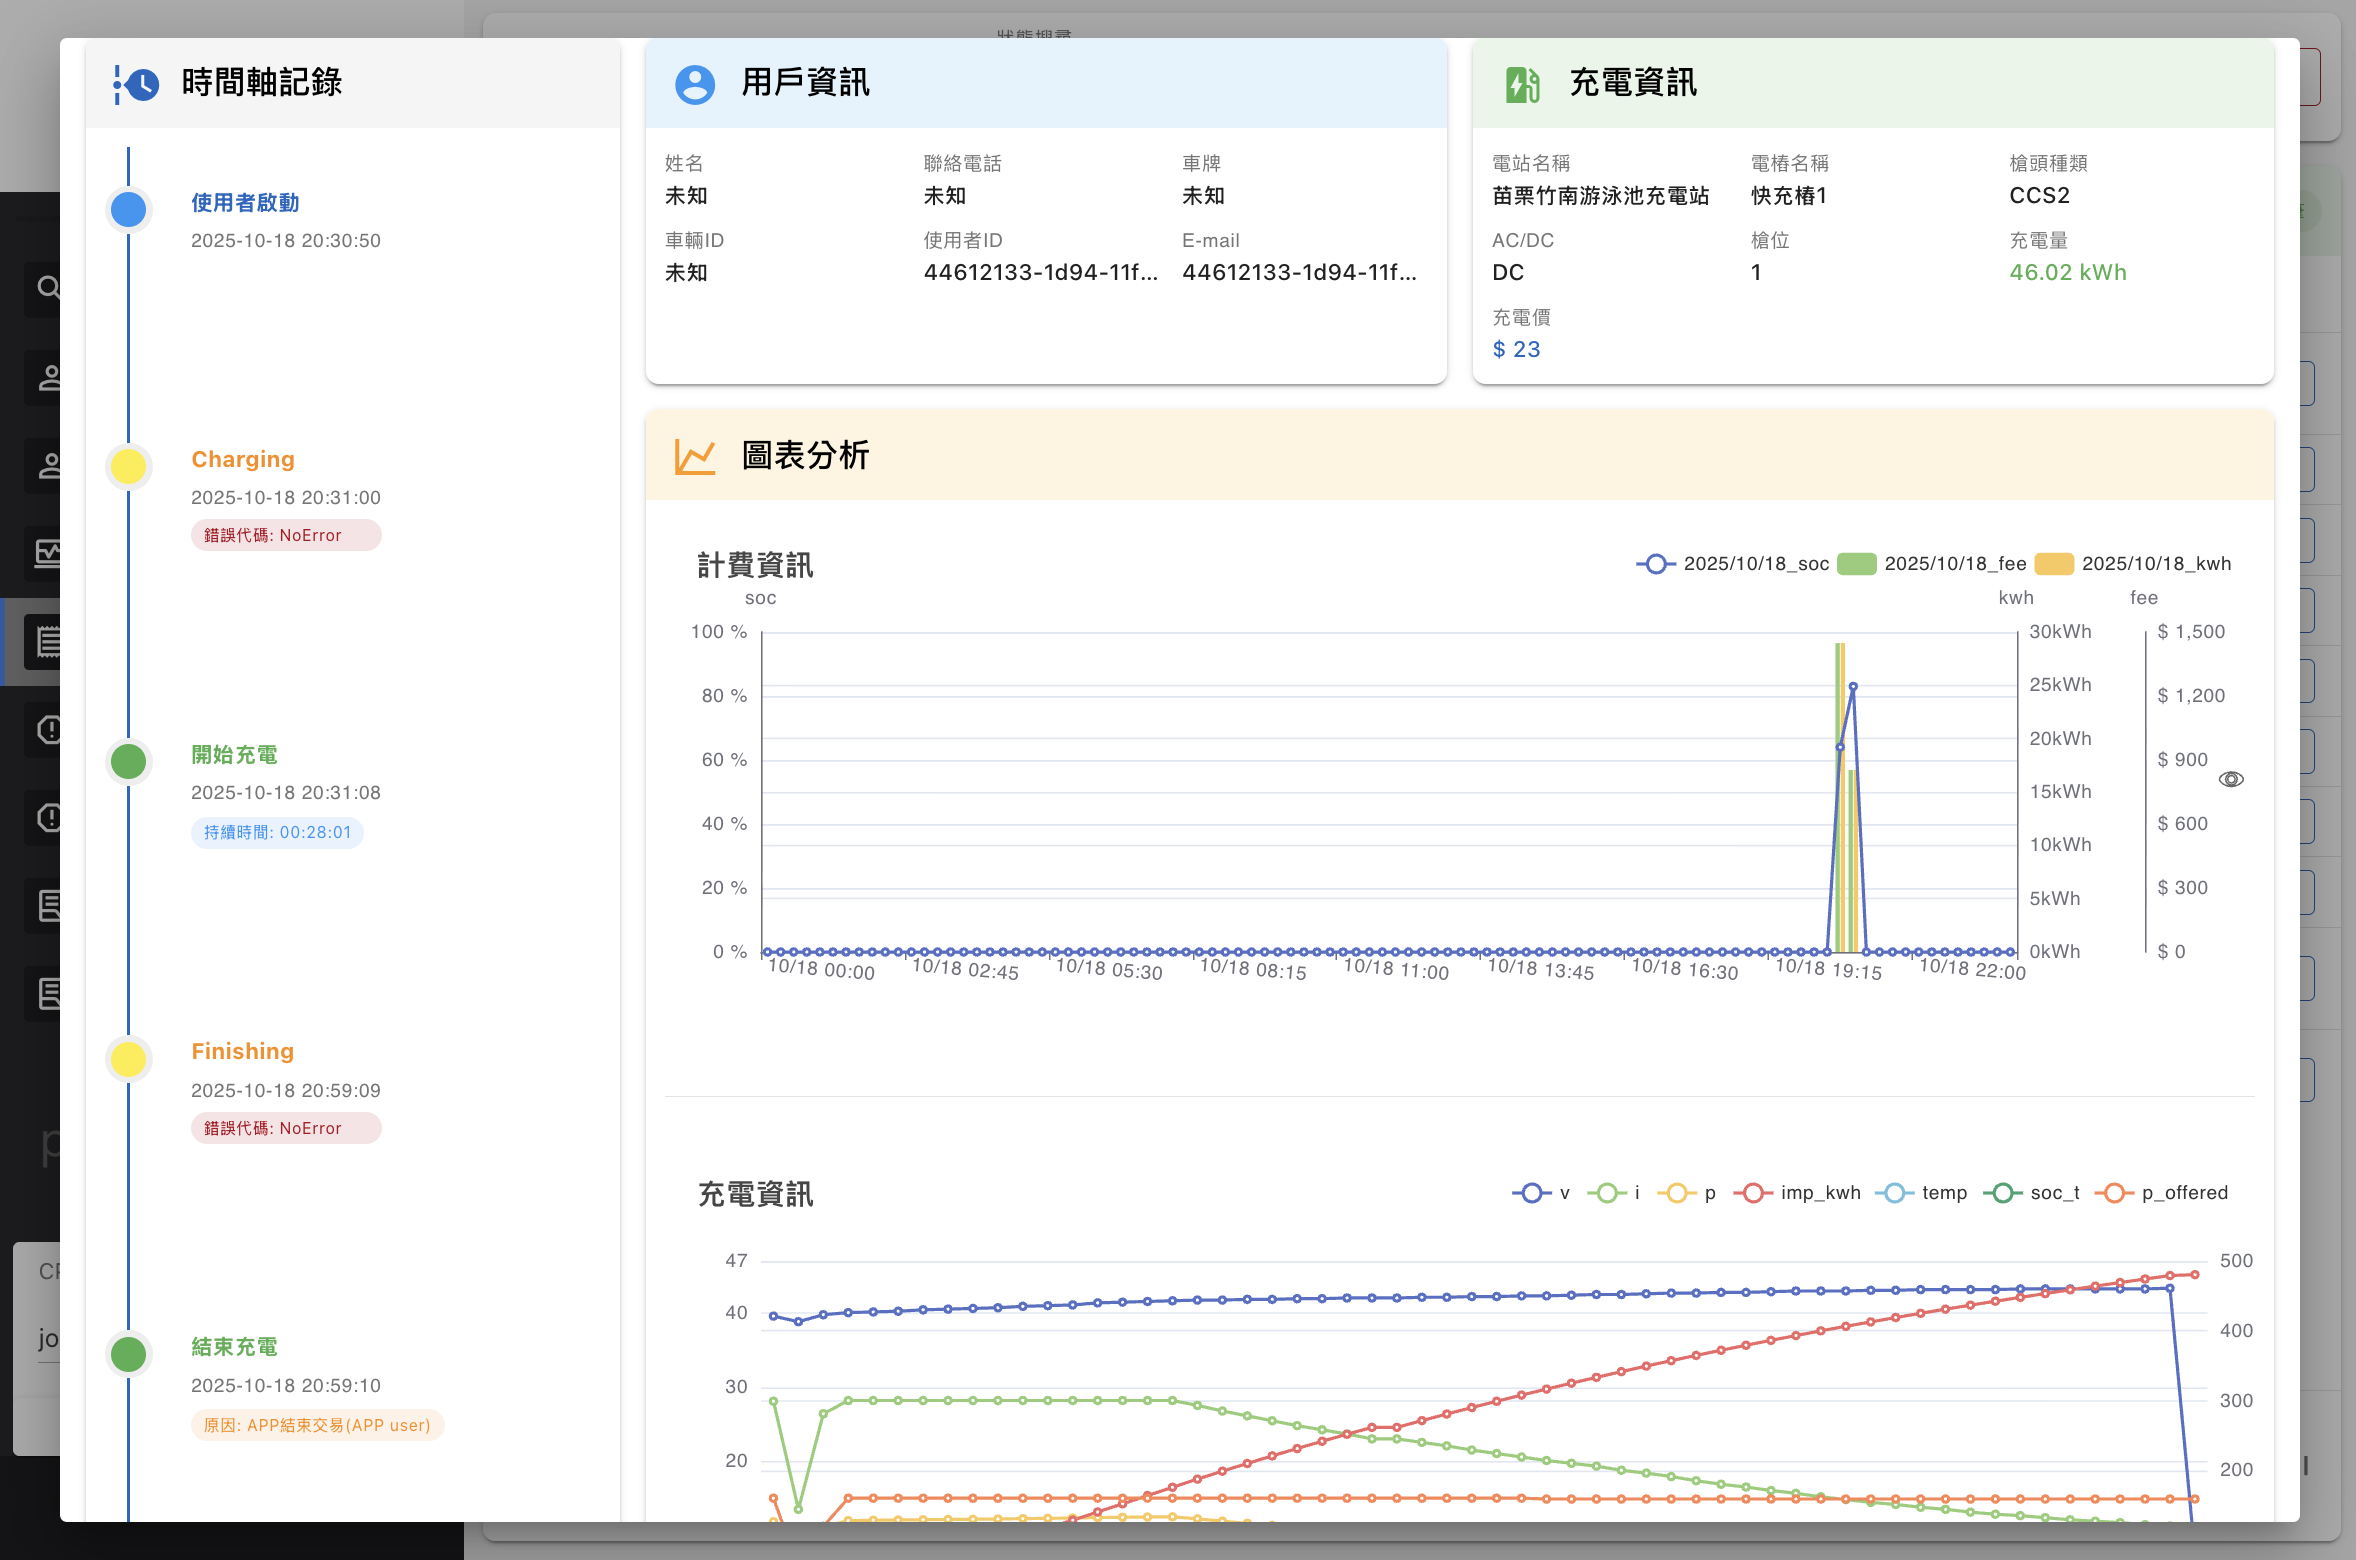 狀態搜尋
時間軸記錄
使用者啟動
2025-10-18 20:30:50
Charging
2025-10-18 20:31:00
錯誤代碼: NoError
開始充電
2025-10-18 20:31:08
持續時間: 00:28:01
Finishing
2025-10-18 20:59:09
錯誤代碼: NoError
結束充電
2025-10-18 20:59:10
原因: APP結束交易(APP user)
用戶資訊
姓名
未知
聯絡電話
未知
車牌
未知
車輛ID
未知
使用者ID
44612133-1d94-11f...
E-mail
44612133-1d94-11f...
充電資訊
電站名稱
苗栗竹南游泳池充電站
電樁名稱
快充樁1
槍頭種類
CCS2
AC/DC
DC
槍位
1
充電量
46.02 kWh
充電價
$ 23
圖表分析
計費資訊
2025/10/18_soc 2025/10/18_fee 2025/10/18_kwh
soc
kwh
fee
100 %
80 %
60 %
40 %
20 %
0 %
30kWh
25kWh
20kWh
15kWh
10kWh
5kWh
0kWh
$ 1,500
$ 1,200
$ 900
$ 600
$ 300
$ 0
10/18 00:00 10/18 02:45 10/18 05:30 10/18 08:15 10/18 11:00 10/18 13:45 10/18 16:30 10/18 19:15 10/18 22:00
充電資訊
v i p imp_kwh temp soc_t p_offered
47
40
30
20
500
400
300
200
jo